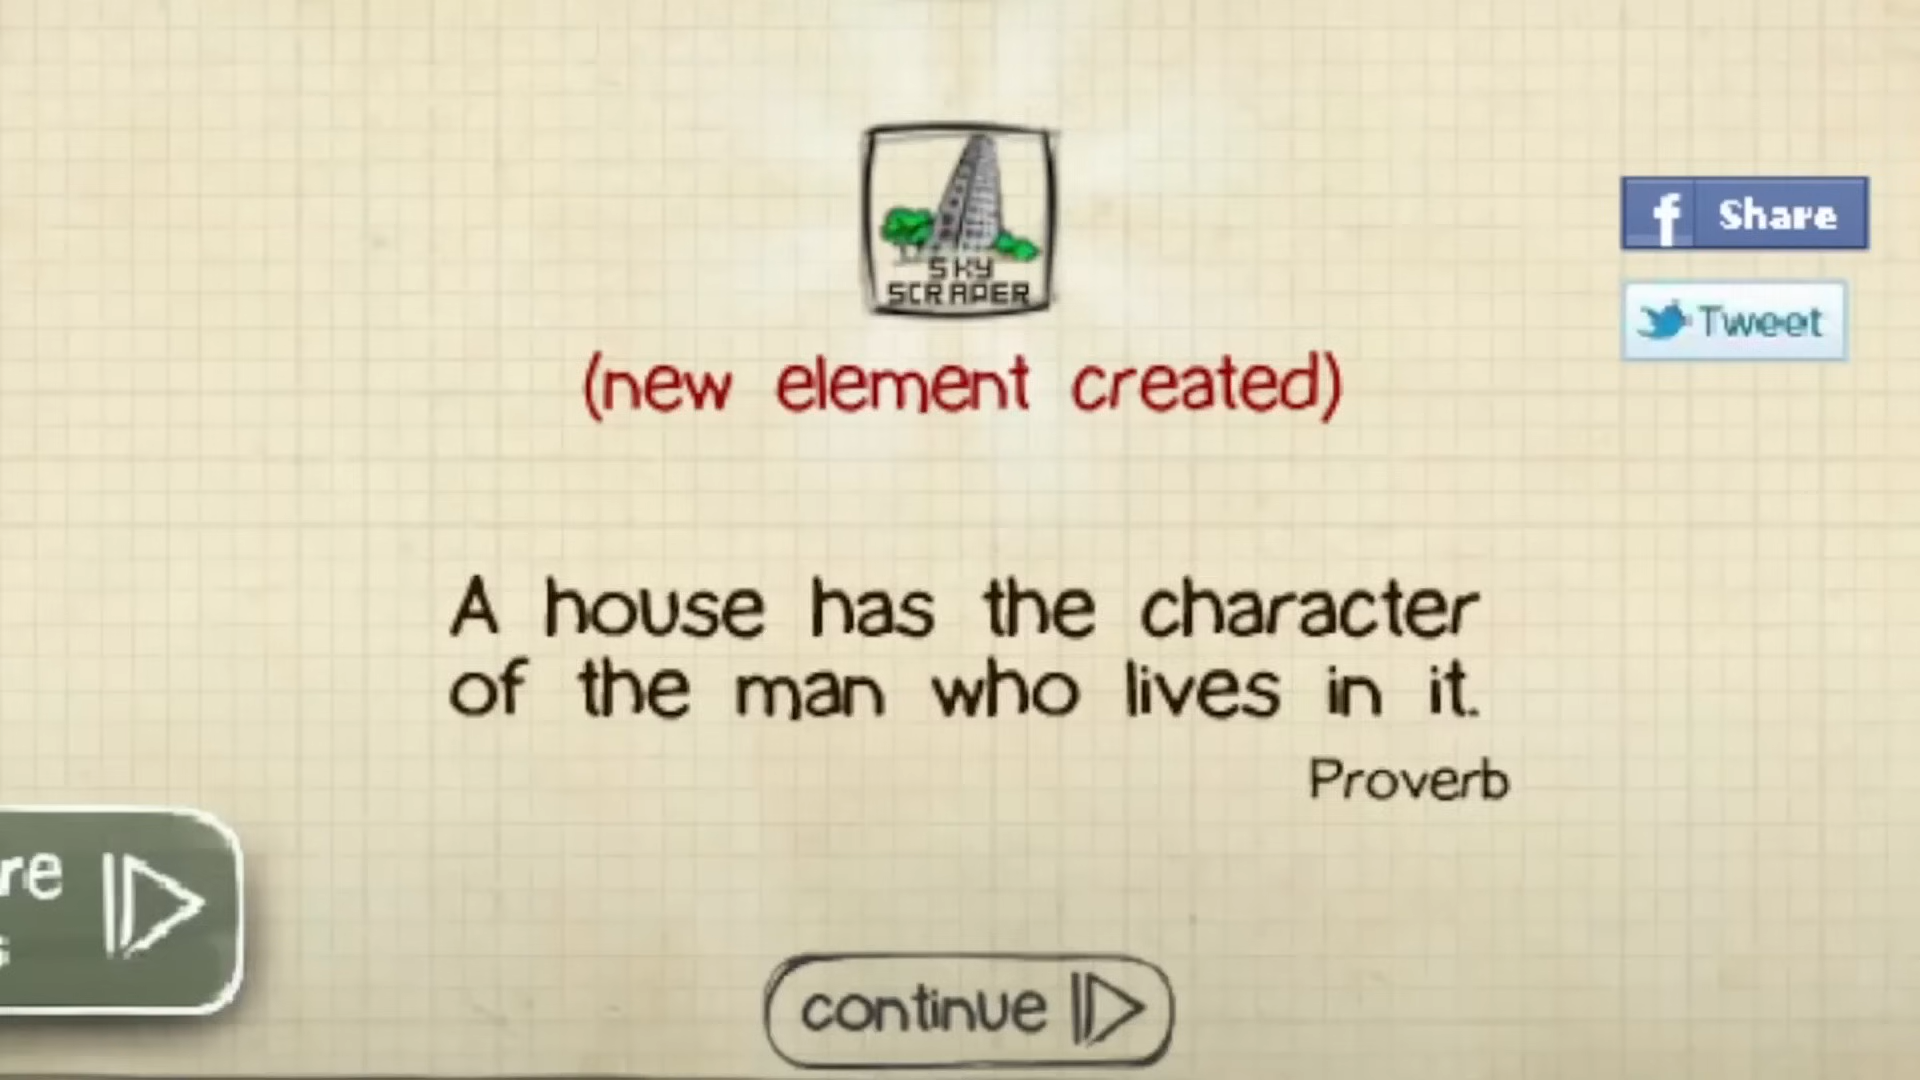 SKY
SCRAPER
(new element created)
Share
Tweet
A house has the character
of the man who lives in it.
Proverb
continue